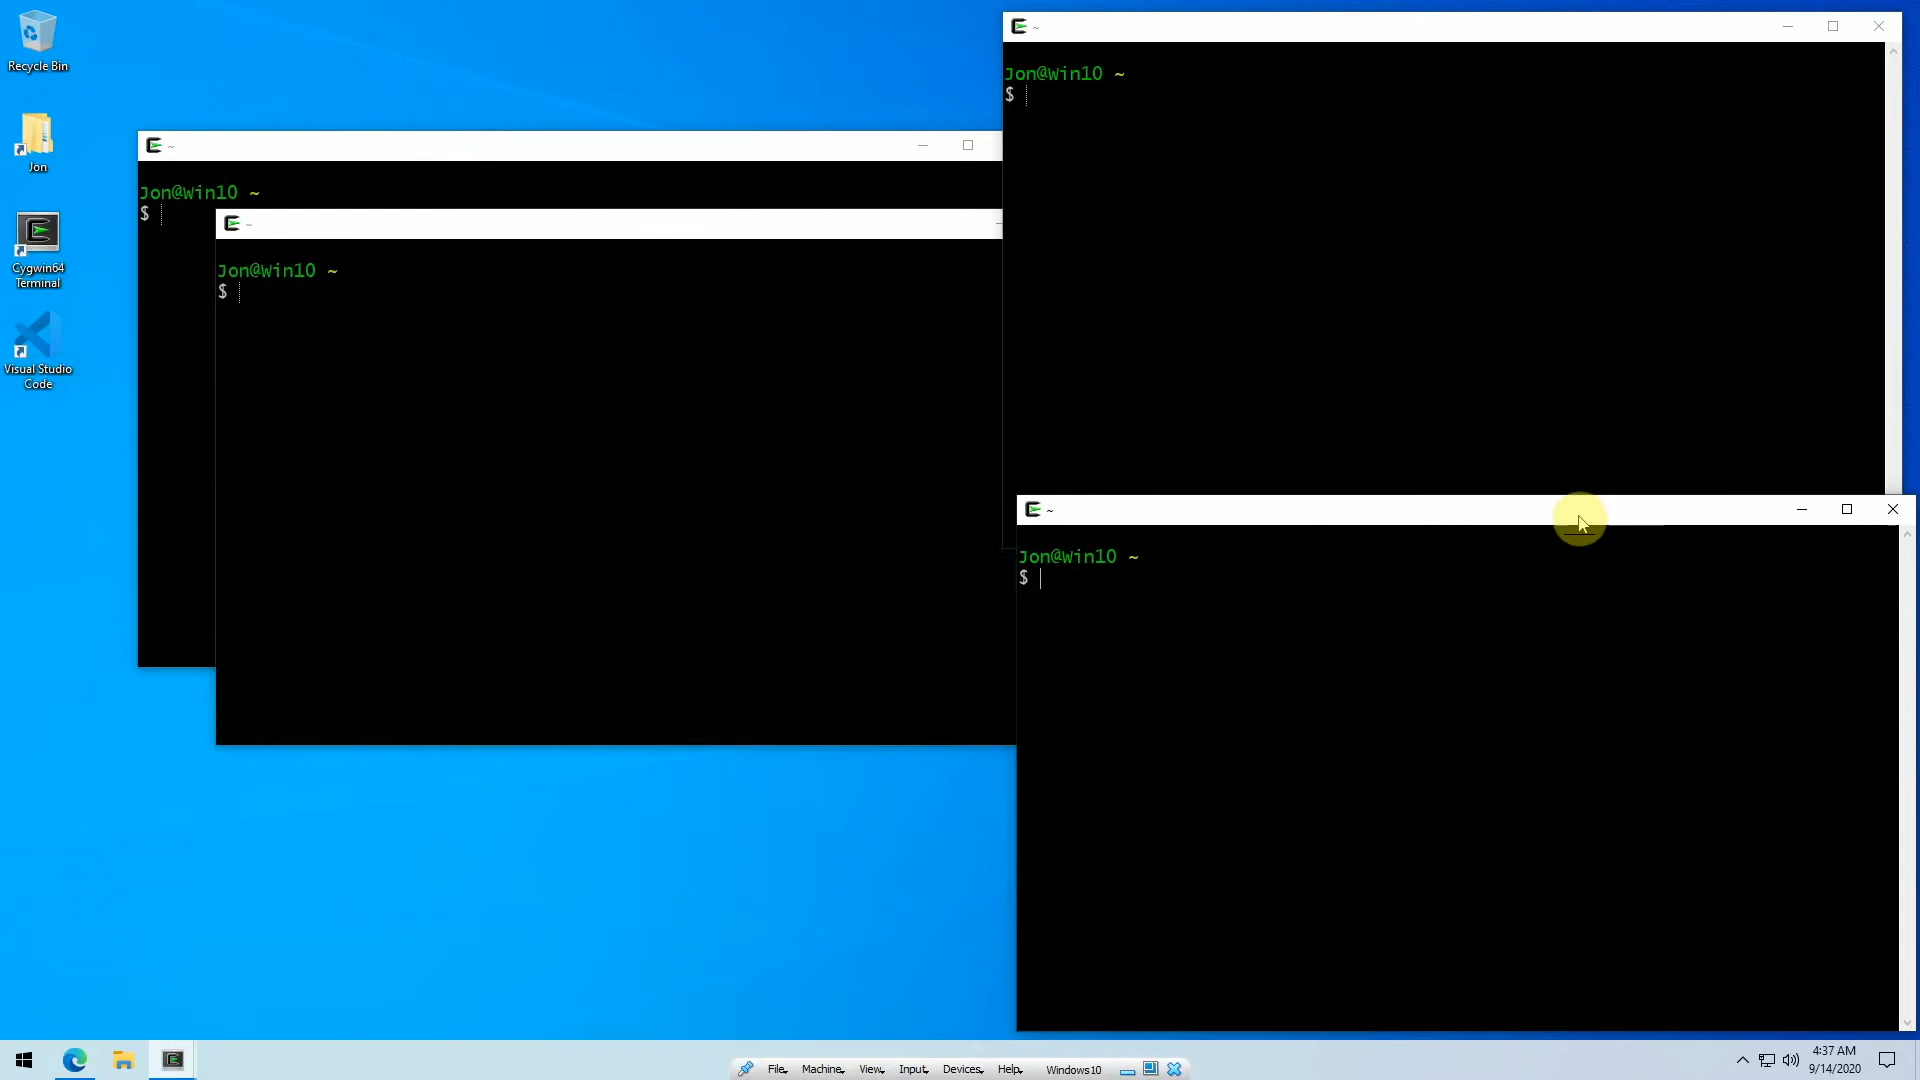 Recycle Bin
Jon
Cygwin64
Terminal
Visual Studio
Code
~
Jon@Win10 ~
$
~
Jon@Win10 ~
$
~
Jon@Win10 ~
$
~
Jon@Win10 ~
$
File Machine View Input Devices Help Windows10
4:37 AM
9/14/2020